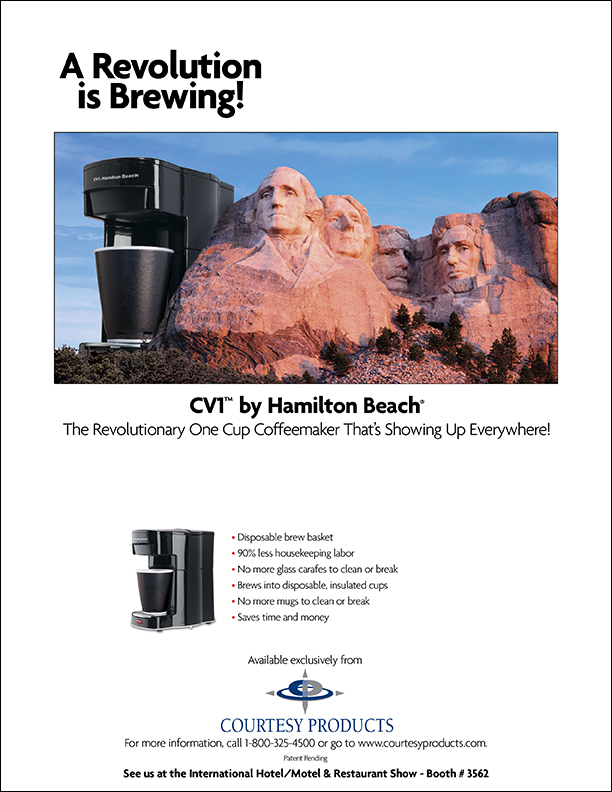 A Revolution
is Brewing!
CV1 Hamilton Beach
CV1™ by Hamilton Beach®
The Revolutionary One Cup Coffeemaker That's Showing Up Everywhere!
• Disposable brew basket
• 90% less housekeeping labor
• No more glass carafes to clean or break
• Brews into disposable, insulated cups
• No more mugs to clean or break
• Saves time and money
Available exclusively from
COURTESY PRODUCTS
For more information, call 1-800-325-4500 or go to www.courtesyproducts.com.
Patent Pending
See us at the International Hotel/Motel & Restaurant Show - Booth # 3562